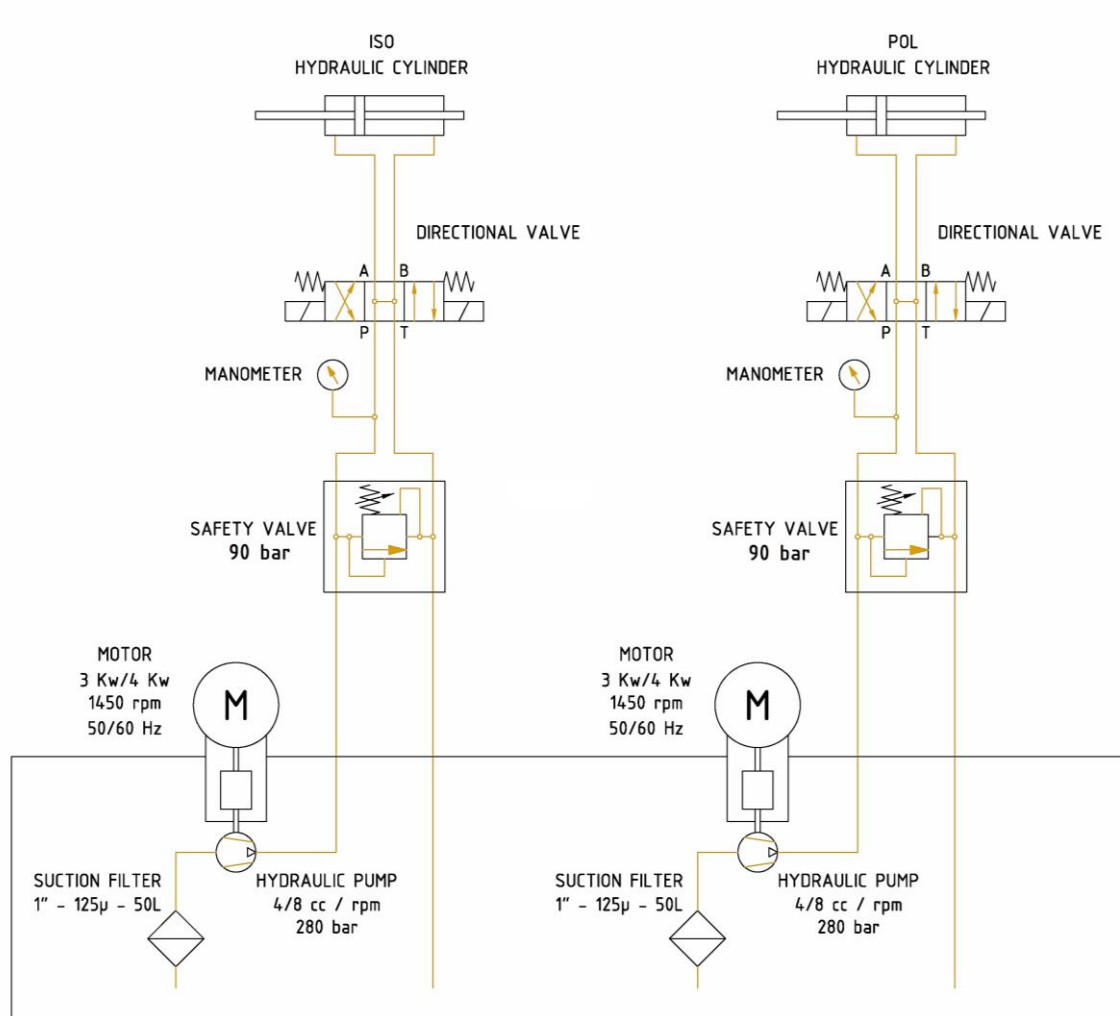 ISO
HYDRAULIC CYLINDER
DIRECTIONAL VALVE
A B
P T
MANOMETER
SAFETY VALVE
90 bar
MOTOR
3 Kw/4 Kw
1450 rpm
50/60 Hz
M
SUCTION FILTER
1" - 125µ - 50L
HYDRAULIC PUMP
4/8 cc / rpm
280 bar
POL
HYDRAULIC CYLINDER
DIRECTIONAL VALVE
A B
P T
MANOMETER
SAFETY VALVE
90 bar
MOTOR
3 Kw/4 Kw
1450 rpm
50/60 Hz
M
SUCTION FILTER
1" - 125µ - 50L
HYDRAULIC PUMP
4/8 cc / rpm
280 bar